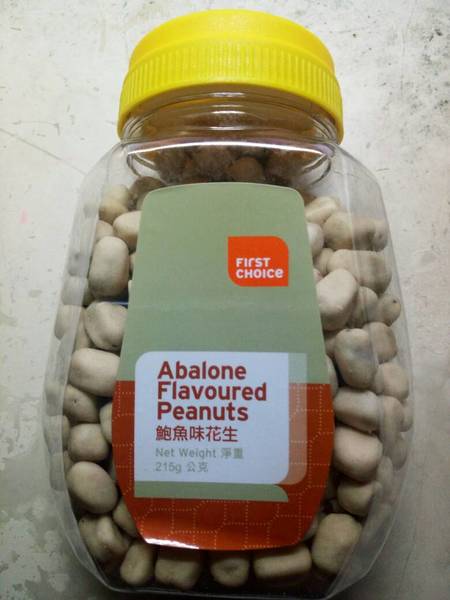 FIRST
CHOICE
Abalone
Flavoured
Peanuts
鮑魚味花生
Net Weight 淨重
215g 公克